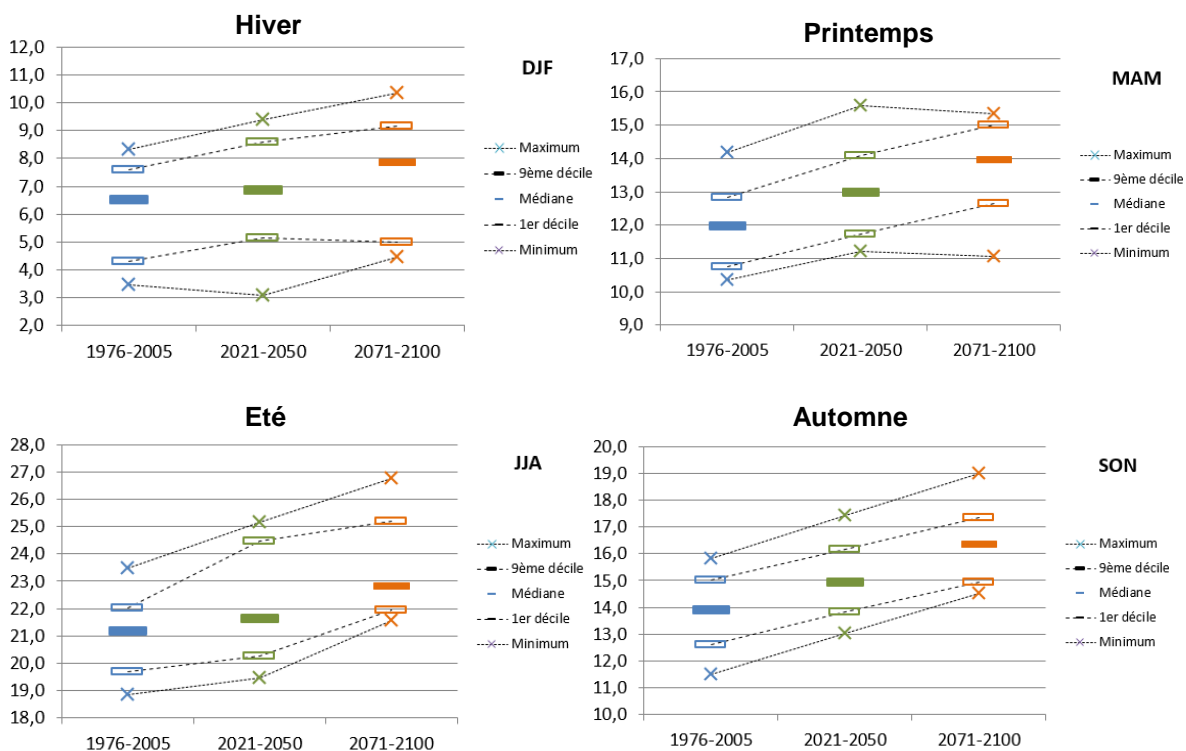 Hiver
DJF
12,0
11,0
10,0
9,0
8,0
7,0
6,0
5,0
4,0
3,0
2,0
1976-2005 2021-2050 2071-2100
Maximum
9ème décile
Médiane
1er décile
Minimum
Printemps
MAM
17,0
16,0
15,0
14,0
13,0
12,0
11,0
10,0
9,0
1976-2005 2021-2050 2071-2100
Maximum
9ème décile
Médiane
1er décile
Minimum
Eté
JJA
28,0
27,0
26,0
25,0
24,0
23,0
22,0
21,0
20,0
19,0
18,0
1976-2005 2021-2050 2071-2100
Maximum
9ème décile
Médiane
1er décile
Minimum
Automne
SON
20,0
19,0
18,0
17,0
16,0
15,0
14,0
13,0
12,0
11,0
10,0
1976-2005 2021-2050 2071-2100
Maximum
9ème décile
Médiane
1er décile
Minimum